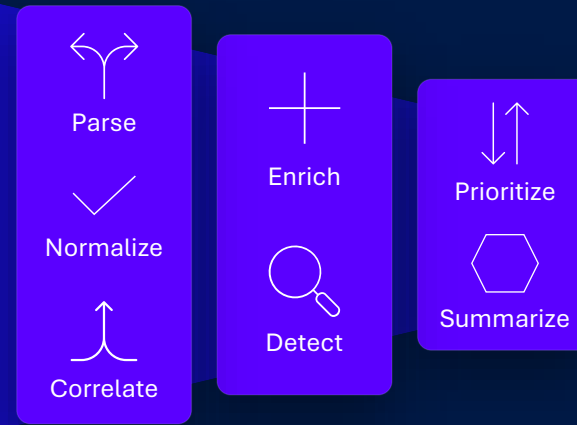 Parse
Normalize
Correlate
Enrich
Detect
Prioritize
Summarize